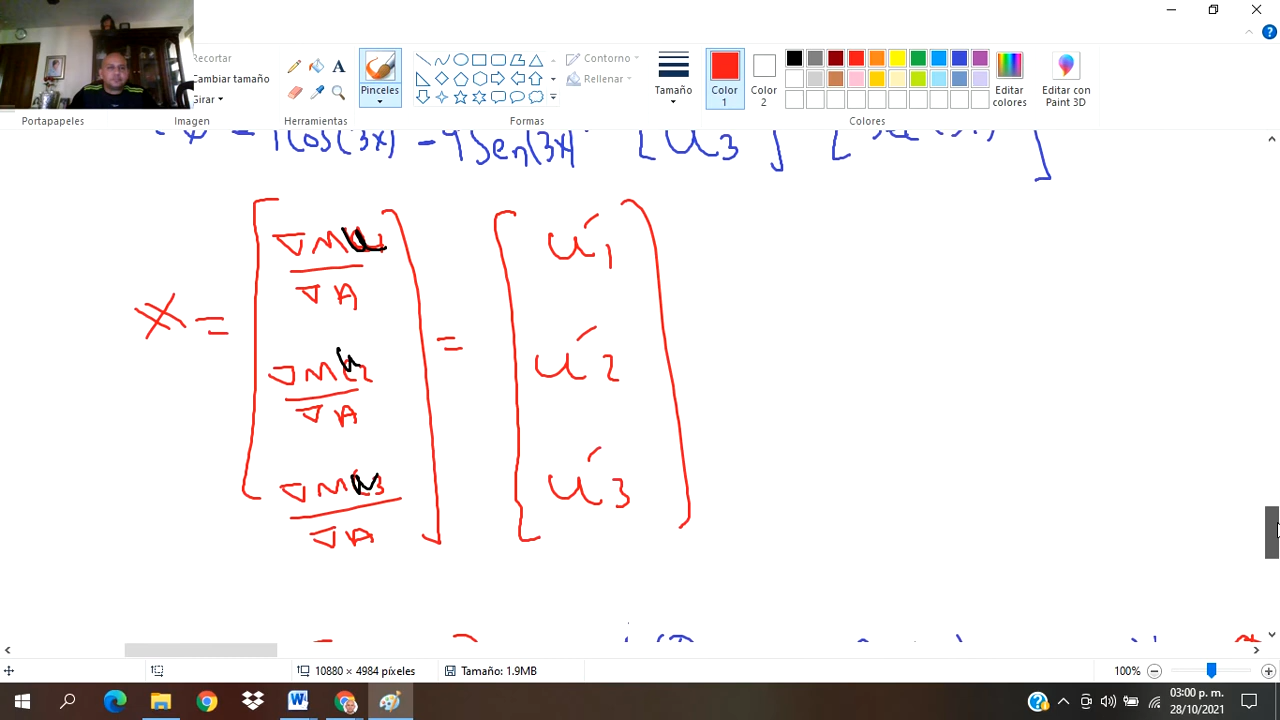 Recortar
Cambiar tamaño
Girar
Pinceles
Contorno
Rellenar
Tamaño
Color 1
Color 2
Editar colores
Editar con Paint 3D
Portapapeles
Imagen
Herramientas
Formas
Colores
cos(3x) - 9Sen(3x) [U3]
X = [∇Mu1/∇A] = [u´1]
[∇Mu2/∇A] [u´2]
[∇Mu3/∇A] [u´3]
10880 × 4984 píxeles
Tamaño: 1.9MB
100%
03:00 p. m.
28/10/2021